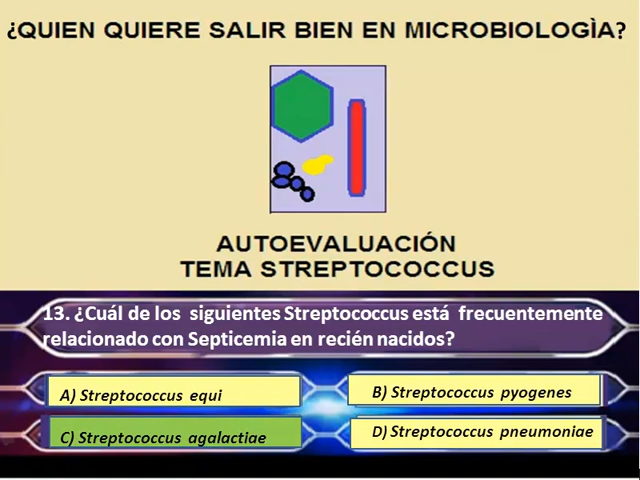 ¿QUIEN QUIERE SALIR BIEN EN MICROBIOLOGÌA?
AUTOEVALUACIÓN
TEMA STREPTOCOCCUS
13. ¿Cuál de los siguientes Streptococcus está frecuentemente
relacionado con Septicemia en recién nacidos?
A) Streptococcus equi
B) Streptococcus pyogenes
C) Streptococcus agalactiae
D) Streptococcus pneumoniae